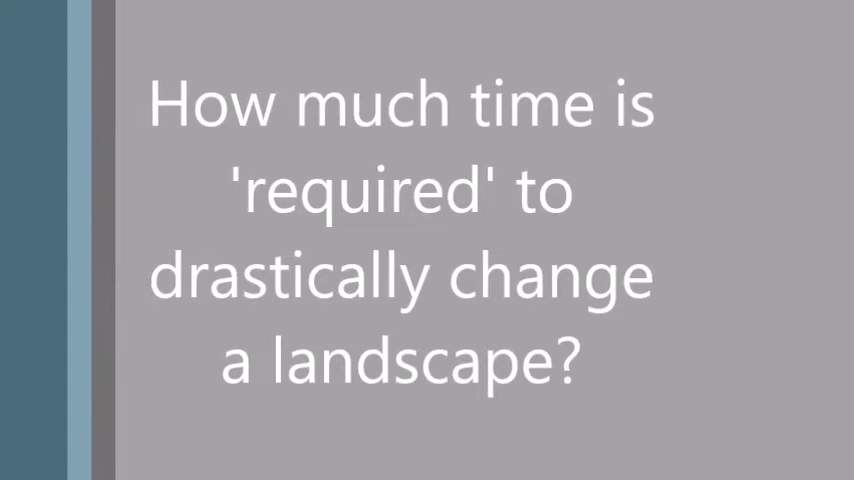 How much time is
'required' to
drastically change
a landscape?